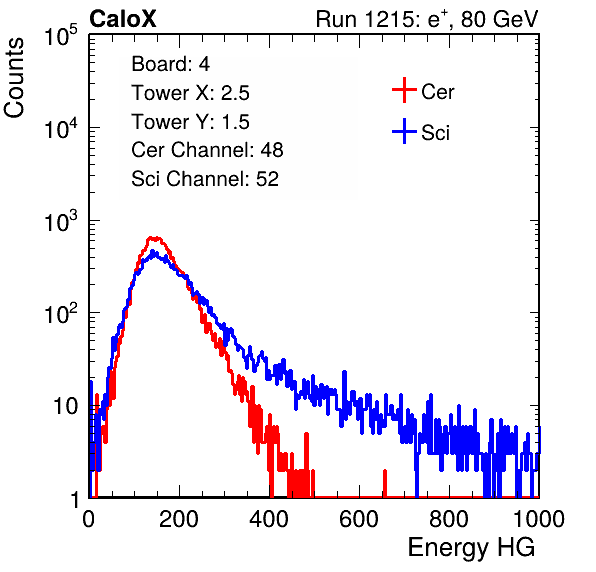 CaloX Run 1215: e⁺, 80 GeV
Counts
Board: 4
Tower X: 2.5
Tower Y: 1.5
Cer Channel: 48
Sci Channel: 52
Cer
Sci
10⁵
10⁴
10³
10²
10
1
0 200 400 600 800 1000
Energy HG